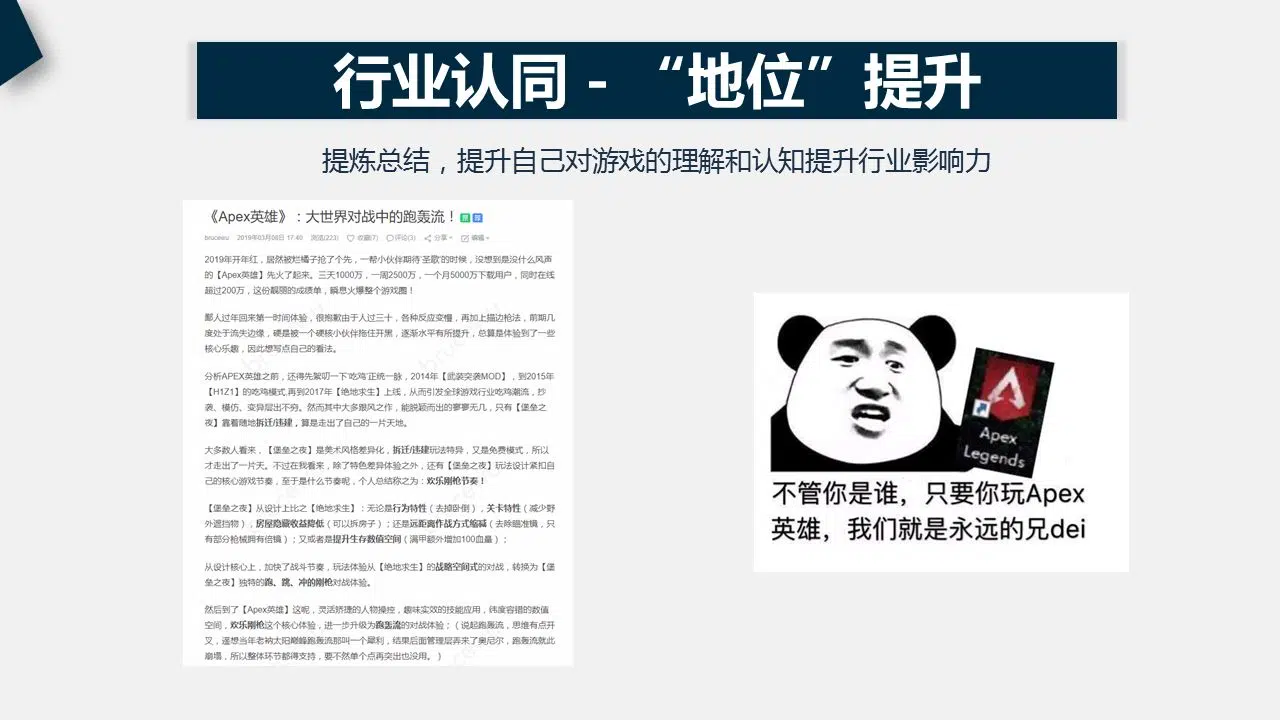 行业认同 - “地位”提升
提炼总结，提升自己对游戏的理解和认知提升行业影响力
《Apex英雄》：大世界对战中的跑轰流！
bruceeu 2019年03月08日 17:40 浏览(223) 收藏(7) 评论(3) 分享 编辑
2019年开年红，居然被烂橘子抢了个先，一帮小伙伴期待‘圣歌’的时候，没想到是没什么风声
的【Apex英雄】先火了起来。三天1000万，一周2500万，一个月5000万下载用户，同时在线
超过200万，这份靓丽的成绩单，瞬息火爆整个游戏圈！
鄙人过年回来第一时间体验，很抱歉由于人过三十，各种反应变慢，再加上描边枪法，前期几
度处于流失边缘，硬是被一个硬核小伙伴拖住开黑，逐渐水平有所提升，总算是体验到了一些
核心乐趣，因此想写点自己的看法。
分析APEX英雄之前，还得先絮叨一下‘吃鸡’正统一脉，2014年【武装突袭MOD】，到2015年
【H1Z1】的吃鸡模式,再到2017年【绝地求生】上线，从而引发全球游戏行业吃鸡潮流，抄
袭、模仿、变异层出不穷。然而其中大多跟风之作，能脱颖而出的寥寥无几，只有【堡垒之
夜】靠着随地拆迁/违建，算是走出了自己的一片天地。
大多数人看来，【堡垒之夜】是美术风格差异化，拆迁/违建玩法特异，又是免费模式，所以
才走出了一片天。不过在我看来，除了特色差异体验之外，还有【堡垒之夜】玩法设计紧扣自
己的核心游戏节奏，至于是什么节奏呢，个人总结称之为：欢乐刚枪节奏！
【堡垒之夜】从设计上比之【绝地求生】：无论是行为特性（去掉卧倒），关卡特性（减少野
外遮挡物），房屋隐藏收益降低（可以拆房子）；还是远距离作战方式缩减（去除瞄准镜，只
有部分枪械拥有倍镜）；又或者是提升生存数值空间（满甲额外增加100血量）；
从设计核心上，加快了战斗节奏，玩法体验从【绝地求生】的战略空间式的对战，转换为【堡
垒之夜】独特的跑、跳、冲的刚枪对战体验。
然后到了【Apex英雄】这呢，灵活矫捷的人物操控，趣味实效的技能应用，纬度容错的数值
空间，欢乐刚枪这个核心体验，进一步升级为跑轰流的对战体验；（说起跑轰流，思维有点开
叉，遥想当年老衲太阳巅峰跑轰流那叫一个犀利，结果后面管理层弄来了奥尼尔，跑轰流就此
崩塌，所以整体环节都得支持，要不然单个点再突出也没用。）
Apex
Legends
不管你是谁，只要你玩Apex
英雄，我们就是永远的兄dei